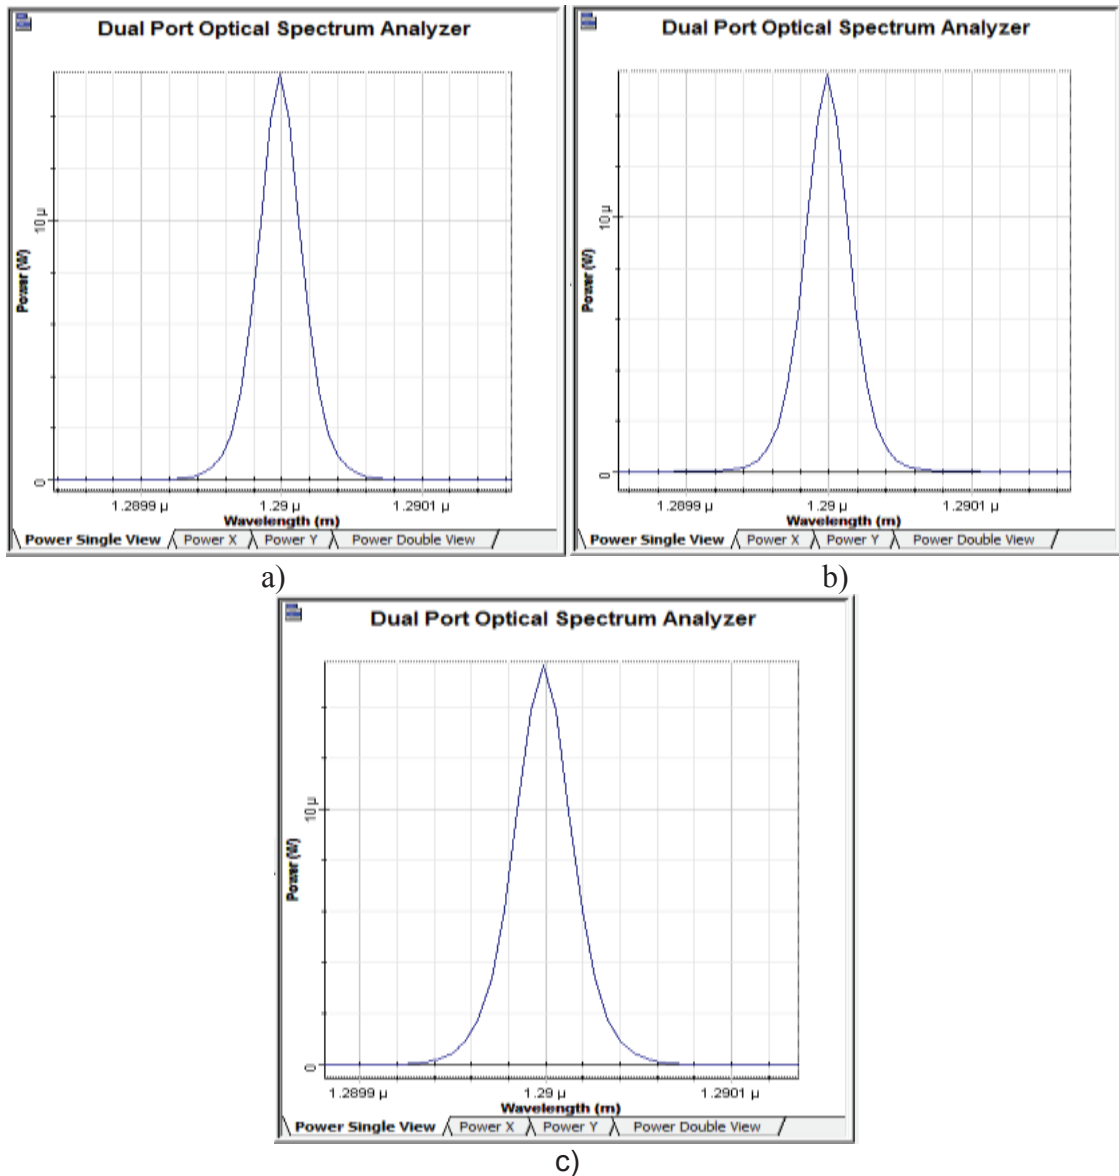 Dual Port Optical Spectrum Analyzer
Power (W)
10 µ
0
1.2899 µ 1.29 µ 1.2901 µ
Wavelength (m)
Power Single View Power X Power Y Power Double View
a)
Dual Port Optical Spectrum Analyzer
Power (W)
10 µ
0
1.2899 µ 1.29 µ 1.2901 µ
Wavelength (m)
Power Single View Power X Power Y Power Double View
b)
Dual Port Optical Spectrum Analyzer
Power (W)
10 µ
0
1.2899 µ 1.29 µ 1.2901 µ
Wavelength (m)
Power Single View Power X Power Y Power Double View
c)